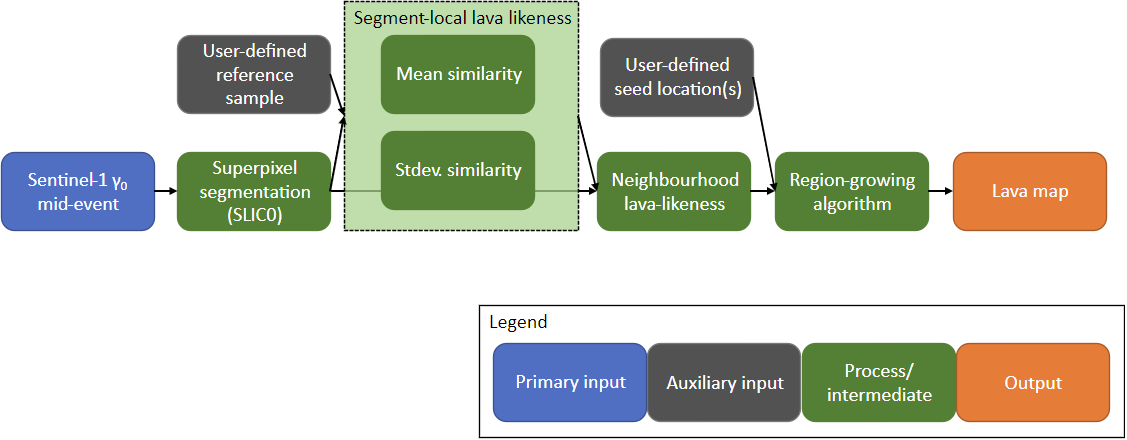 Segment-local lava likeness
User-defined
reference
sample
Mean similarity
User-defined
seed location(s)
Sentinel-1 γ₀
mid-event
Superpixel
segmentation
(SLIC0)
Stdev. similarity
Neighbourhood
lava-likeness
Region-growing
algorithm
Lava map
Legend
Primary input
Auxiliary input
Process/
intermediate
Output